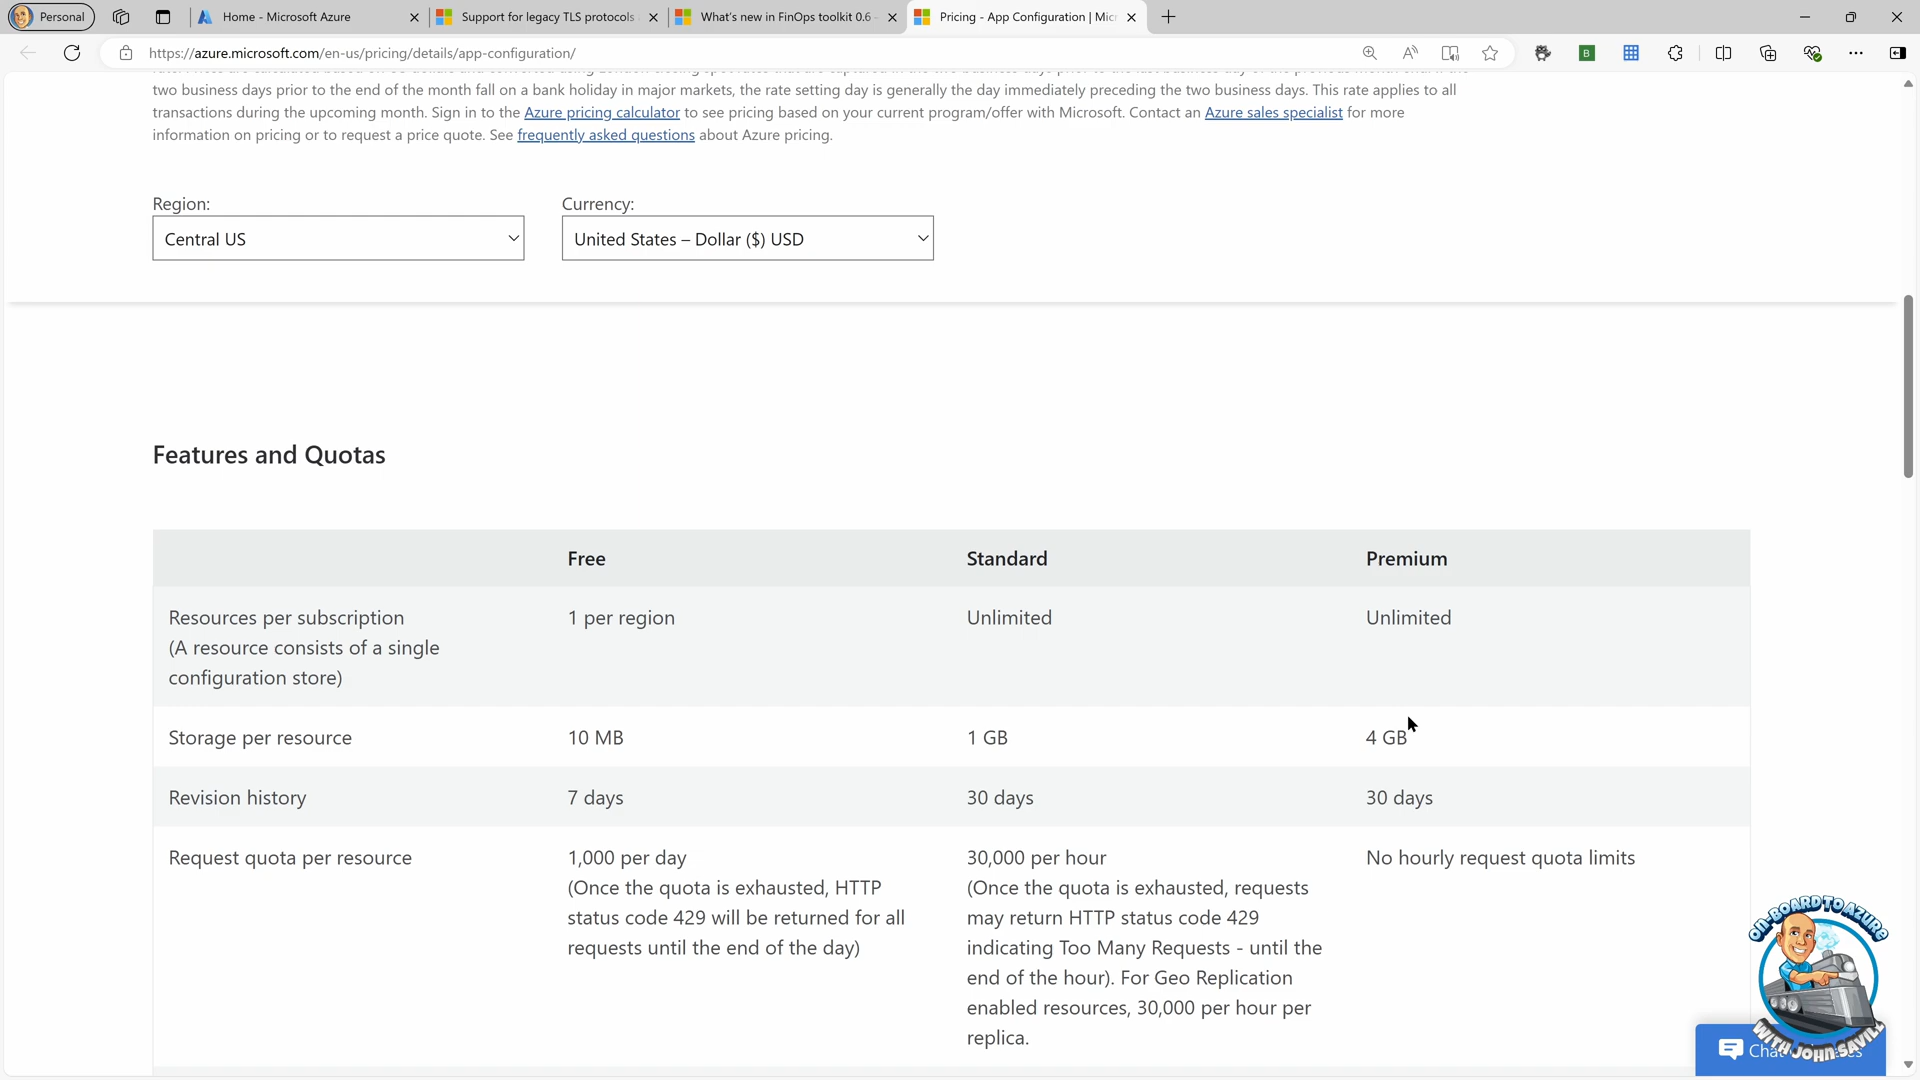 Personal
Home - Microsoft Azure
Support for legacy TLS protocols
What's new in FinOps toolkit 0.6 -
Pricing - App Configuration | Mic
https://azure.microsoft.com/en-us/pricing/details/app-configuration/
two business days prior to the end of the month fall on a bank holiday in major markets, the rate setting day is generally the day immediately preceding the two business days. This rate applies to all
transactions during the upcoming month. Sign in to the Azure pricing calculator to see pricing based on your current program/offer with Microsoft. Contact an Azure sales specialist for more
information on pricing or to request a price quote. See frequently asked questions about Azure pricing.
Region: Currency:
Central US United States – Dollar ($) USD
Features and Quotas
Free Standard Premium
Resources per subscription 1 per region Unlimited Unlimited
(A resource consists of a single
configuration store)
Storage per resource 10 MB 1 GB 4 GB
Revision history 7 days 30 days 30 days
Request quota per resource 1,000 per day 30,000 per hour No hourly request quota limits
(Once the quota is exhausted, HTTP (Once the quota is exhausted, requests
status code 429 will be returned for all may return HTTP status code 429
requests until the end of the day) indicating Too Many Requests - until the
end of the hour). For Geo Replication
enabled resources, 30,000 per hour per
replica.
ON-BOARD TO AZURE
WITH JOHN SAVILL
Chat